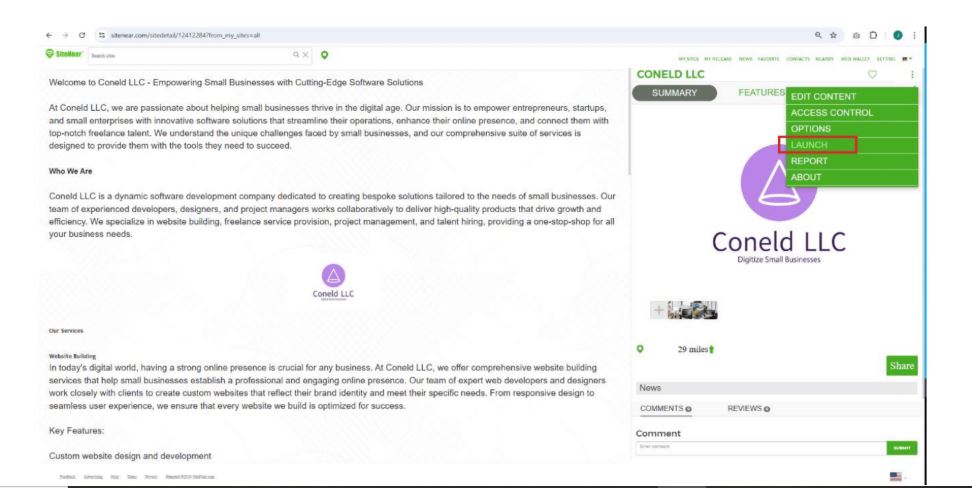 sitenear.com/sitedetail/12412284?from_my_sites=all
SiteNear
Search sites
MY SITES MY RELEASE NEWS FAVORITE CONTACTS NEARBY WEB WALLET SETTING
Welcome to Coneld LLC - Empowering Small Businesses with Cutting-Edge Software Solutions
At Coneld LLC, we are passionate about helping small businesses thrive in the digital age. Our mission is to empower entrepreneurs, startups,
and small enterprises with innovative software solutions that streamline their operations, enhance their online presence, and connect them with
top-notch freelance talent. We understand the unique challenges faced by small businesses, and our comprehensive suite of services is
designed to provide them with the tools they need to succeed.
Who We Are
Coneld LLC is a dynamic software development company dedicated to creating bespoke solutions tailored to the needs of small businesses. Our
team of experienced developers, designers, and project managers works collaboratively to deliver high-quality products that drive growth and
efficiency. We specialize in website building, freelance service provision, project management, and talent hiring, providing a one-stop-shop for all
your business needs.
Coneld LLC
Our Services
Website Building
In today's digital world, having a strong online presence is crucial for any business. At Coneld LLC, we offer comprehensive website building
services that help small businesses establish a professional and engaging online presence. Our team of expert web developers and designers
work closely with clients to create custom websites that reflect their brand identity and meet their specific needs. From responsive design to
seamless user experience, we ensure that every website we build is optimized for success.
Key Features:
Custom website design and development
CONELD LLC
SUMMARY
FEATURES
EDIT CONTENT
ACCESS CONTROL
OPTIONS
LAUNCH
REPORT
ABOUT
Coneld LLC
Digitize Small Businesses
29 miles
Share
News
COMMENTS 0
REVIEWS 0
Comment
Enter comment
SUBMIT
Feedback Advertising Help Terms Privacy